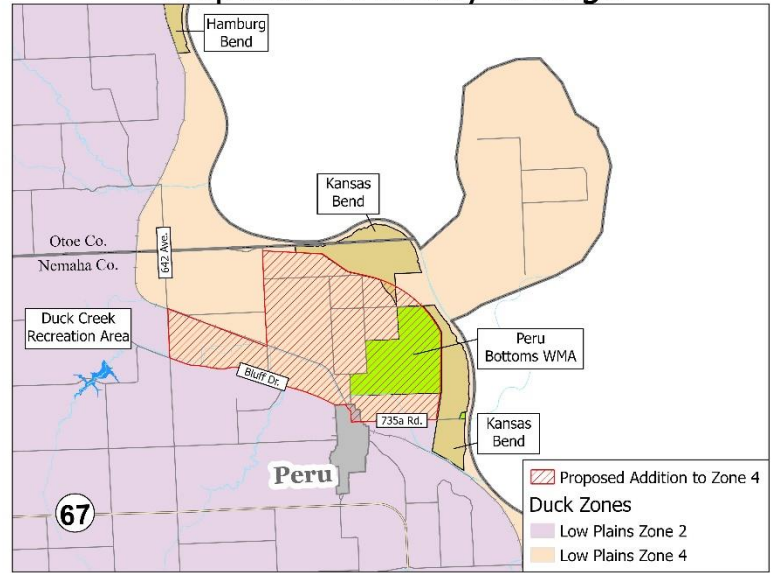 Hamburg
Bend
Kansas
Bend
Otoe Co.
Nemaha Co.
642 Ave.
Duck Creek
Recreation Area
Peru
Bottoms WMA
Bluff Dr.
735a Rd.
Kansas
Bend
Peru
67
Proposed Addition to Zone 4
Duck Zones
Low Plains Zone 2
Low Plains Zone 4